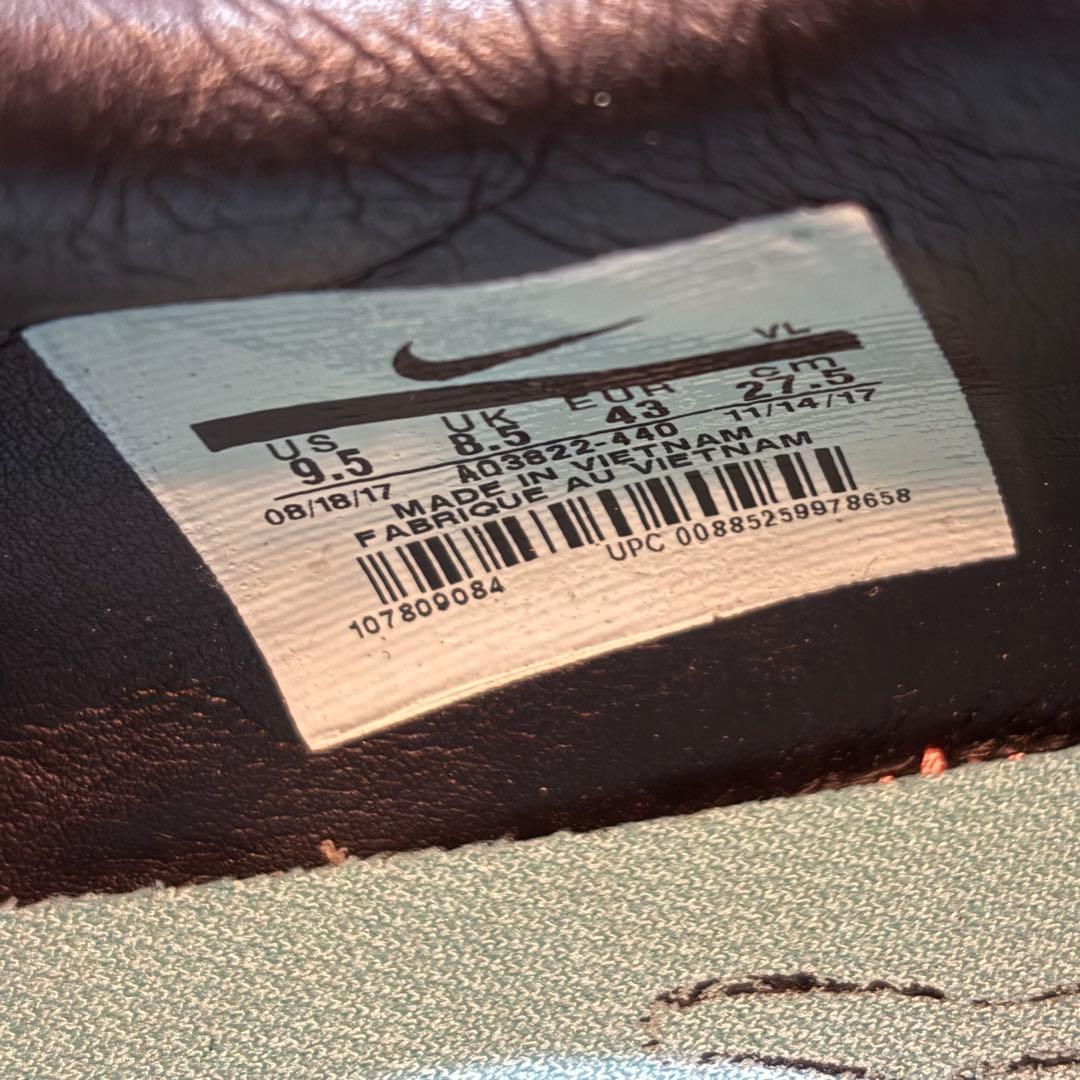 VL
US UK EUR cm
9.5 8.5 43 27.5
08/18/17 AO3622-440 11/14/17
MADE IN VIETNAM
FABRIQUE AU VIETNAM
107809084 UPC 00885259978658